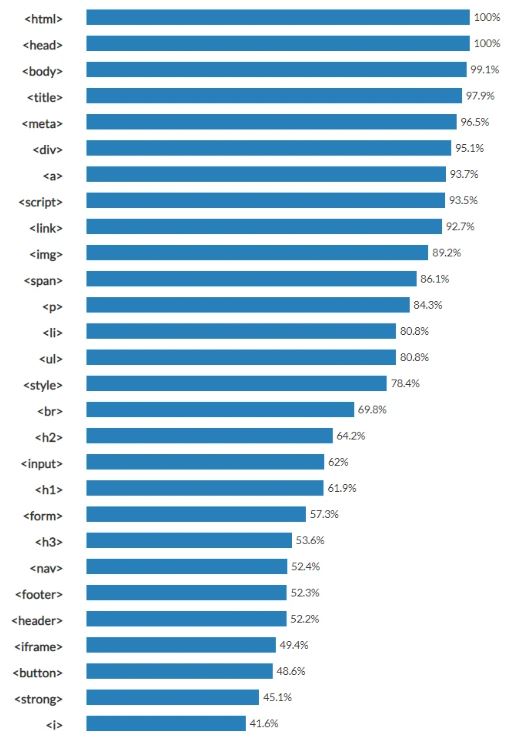 <html> 100%
<head> 100%
<body> 99.1%
<title> 97.9%
<meta> 96.5%
<div> 95.1%
<a> 93.7%
<script> 93.5%
<link> 92.7%
<img> 89.2%
<span> 86.1%
<p> 84.3%
<li> 80.8%
<ul> 80.8%
<style> 78.4%
<br> 69.8%
<h2> 64.2%
<input> 62%
<h1> 61.9%
<form> 57.3%
<h3> 53.6%
<nav> 52.4%
<footer> 52.3%
<header> 52.2%
<iframe> 49.4%
<button> 48.6%
<strong> 45.1%
<i> 41.6%